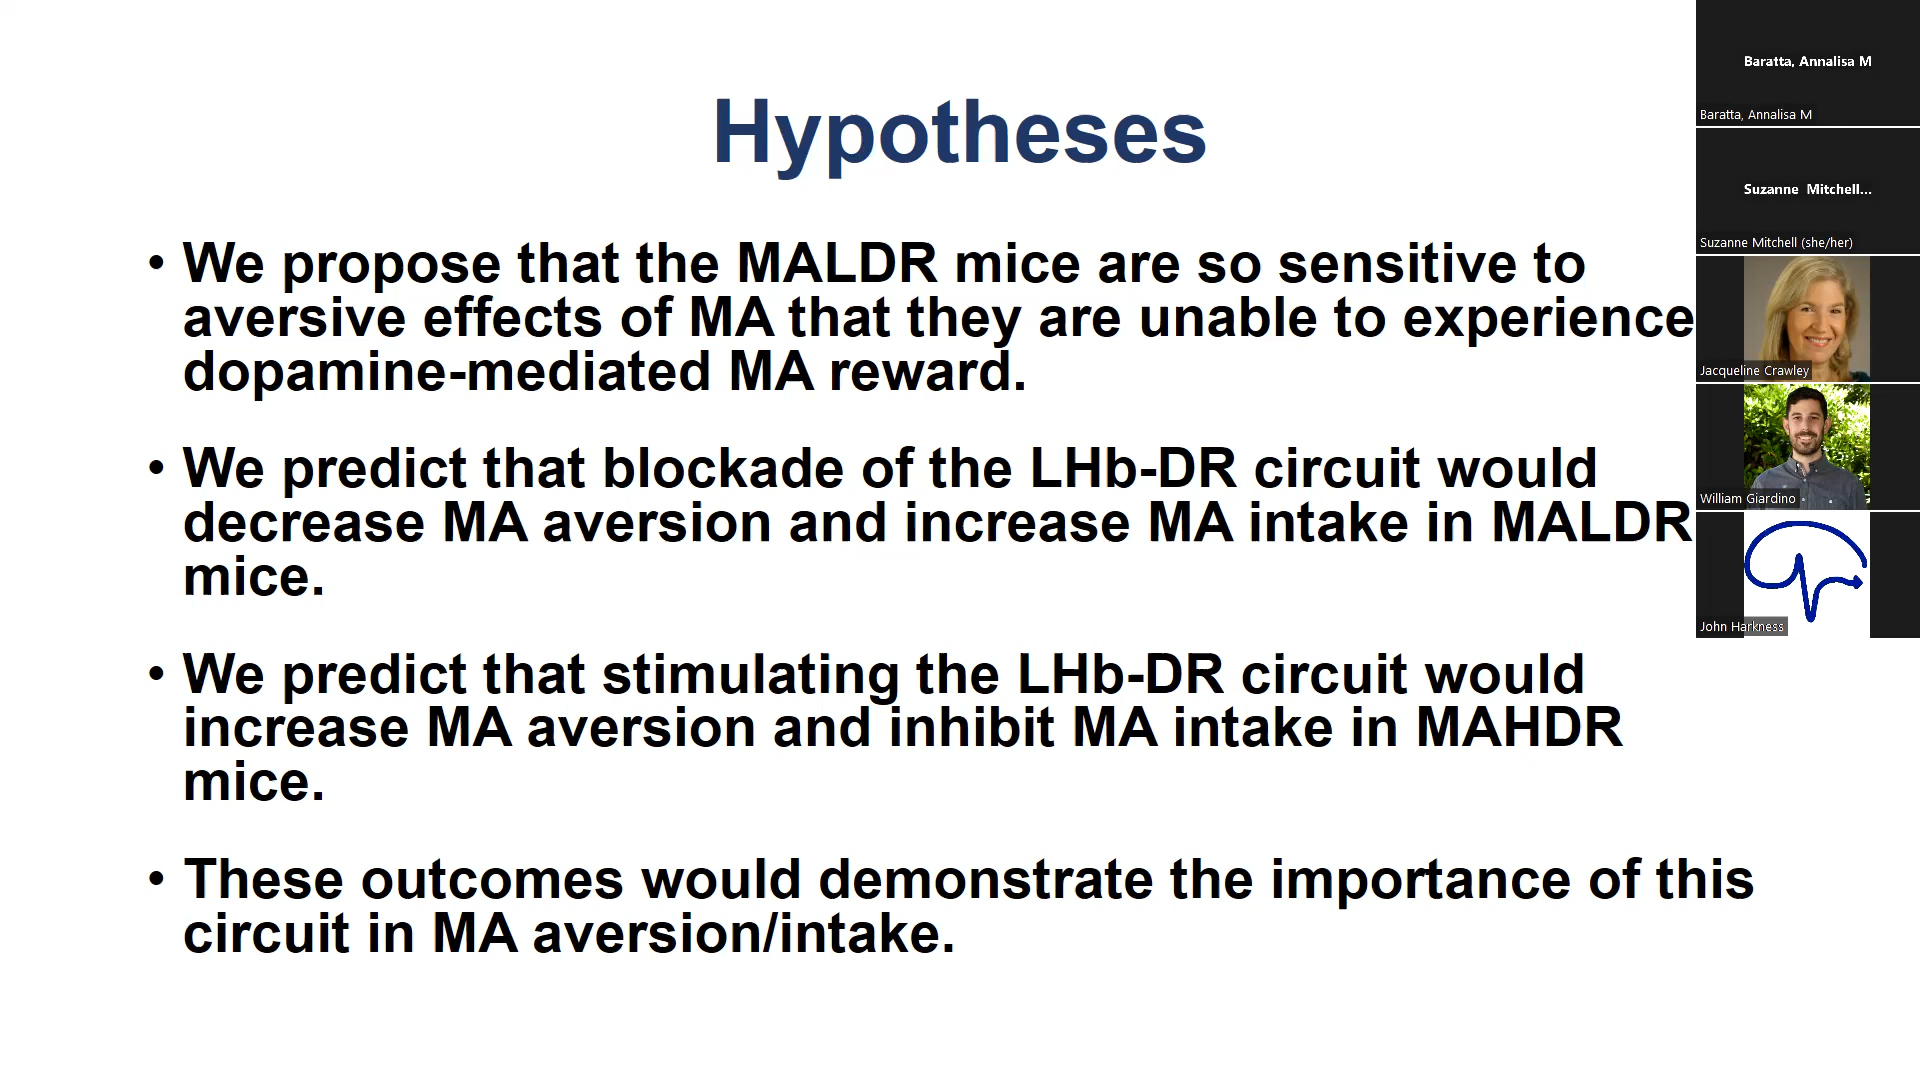 Hypotheses
• We propose that the MALDR mice are so sensitive to
aversive effects of MA that they are unable to experience
dopamine-mediated MA reward.
• We predict that blockade of the LHb-DR circuit would
decrease MA aversion and increase MA intake in MALDR
mice.
• We predict that stimulating the LHb-DR circuit would
increase MA aversion and inhibit MA intake in MAHDR
mice.
• These outcomes would demonstrate the importance of this
circuit in MA aversion/intake.
Baratta, Annalisa M
Baratta, Annalisa M
Suzanne Mitchell...
Suzanne Mitchell (she/her)
Jacqueline Crawley
William Giardino
John Harkness